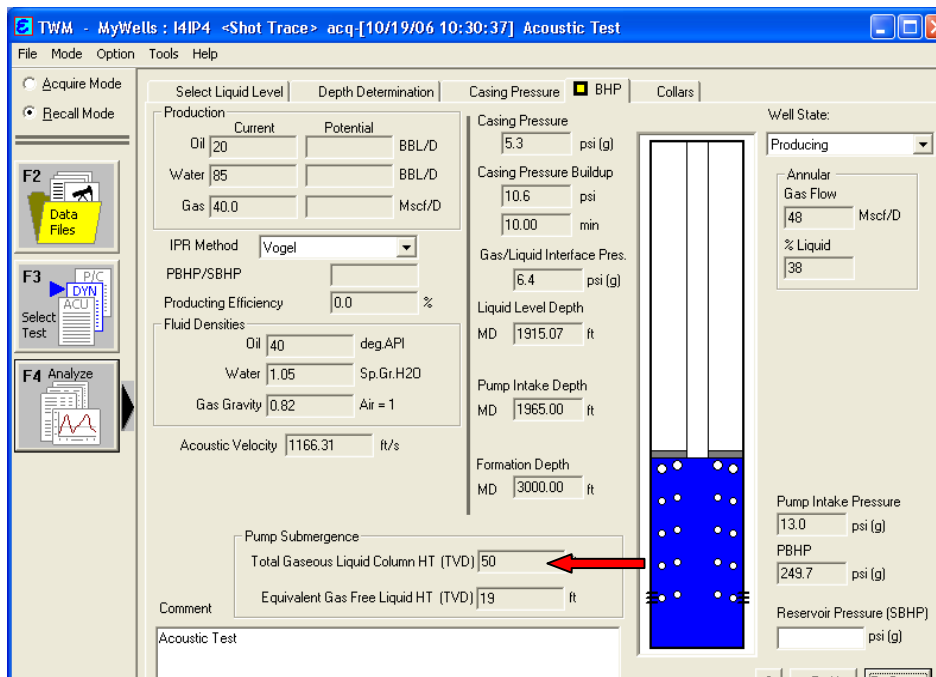 TWM - MyWells : I4IP4 <Shot Trace> acq-[10/19/06 10:30:37] Acoustic Test
File Mode Option Tools Help
Acquire Mode
Recall Mode
F2
Data
Files
F3
P/C
DYN
ACU
Select
Test
F4 Analyze
Select Liquid Level
Depth Determination
Casing Pressure
BHP
Collars
Production
Current Potential
Oil 20 BBL/D
Water 85 BBL/D
Gas 40.0 Mscf/D
IPR Method Vogel
PBHP/SBHP
Producting Efficiency 0.0 %
Fluid Densities
Oil 40 deg.API
Water 1.05 Sp.Gr.H2O
Gas Gravity 0.82 Air = 1
Acoustic Velocity 1166.31 ft/s
Casing Pressure
5.3 psi (g)
Casing Pressure Buildup
10.6 psi
10.00 min
Gas/Liquid Interface Pres.
6.4 psi (g)
Liquid Level Depth
MD 1915.07 ft
Pump Intake Depth
MD 1965.00 ft
Formation Depth
MD 3000.00 ft
Well State:
Producing
Annular
Gas Flow
48 Mscf/D
% Liquid
38
Pump Intake Pressure
13.0 psi (g)
PBHP
249.7 psi (g)
Reservoir Pressure (SBHP)
psi (g)
Pump Submergence
Total Gaseous Liquid Column HT (TVD) 50
Equivalent Gas Free Liquid HT (TVD) 19 ft
Comment
Acoustic Test